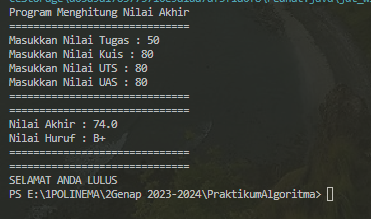 Program Menghitung Nilai Akhir
==============================
Masukkan Nilai Tugas : 50
Masukkan Nilai Kuis : 80
Masukkan Nilai UTS : 80
Masukkan Nilai UAS : 80
==============================
==============================
Nilai Akhir : 74.0
Nilai Huruf : B+
==============================
==============================
SELAMAT ANDA LULUS
PS E:\1POLINEMA\2Genap 2023-2024\PraktikumAlgoritma>